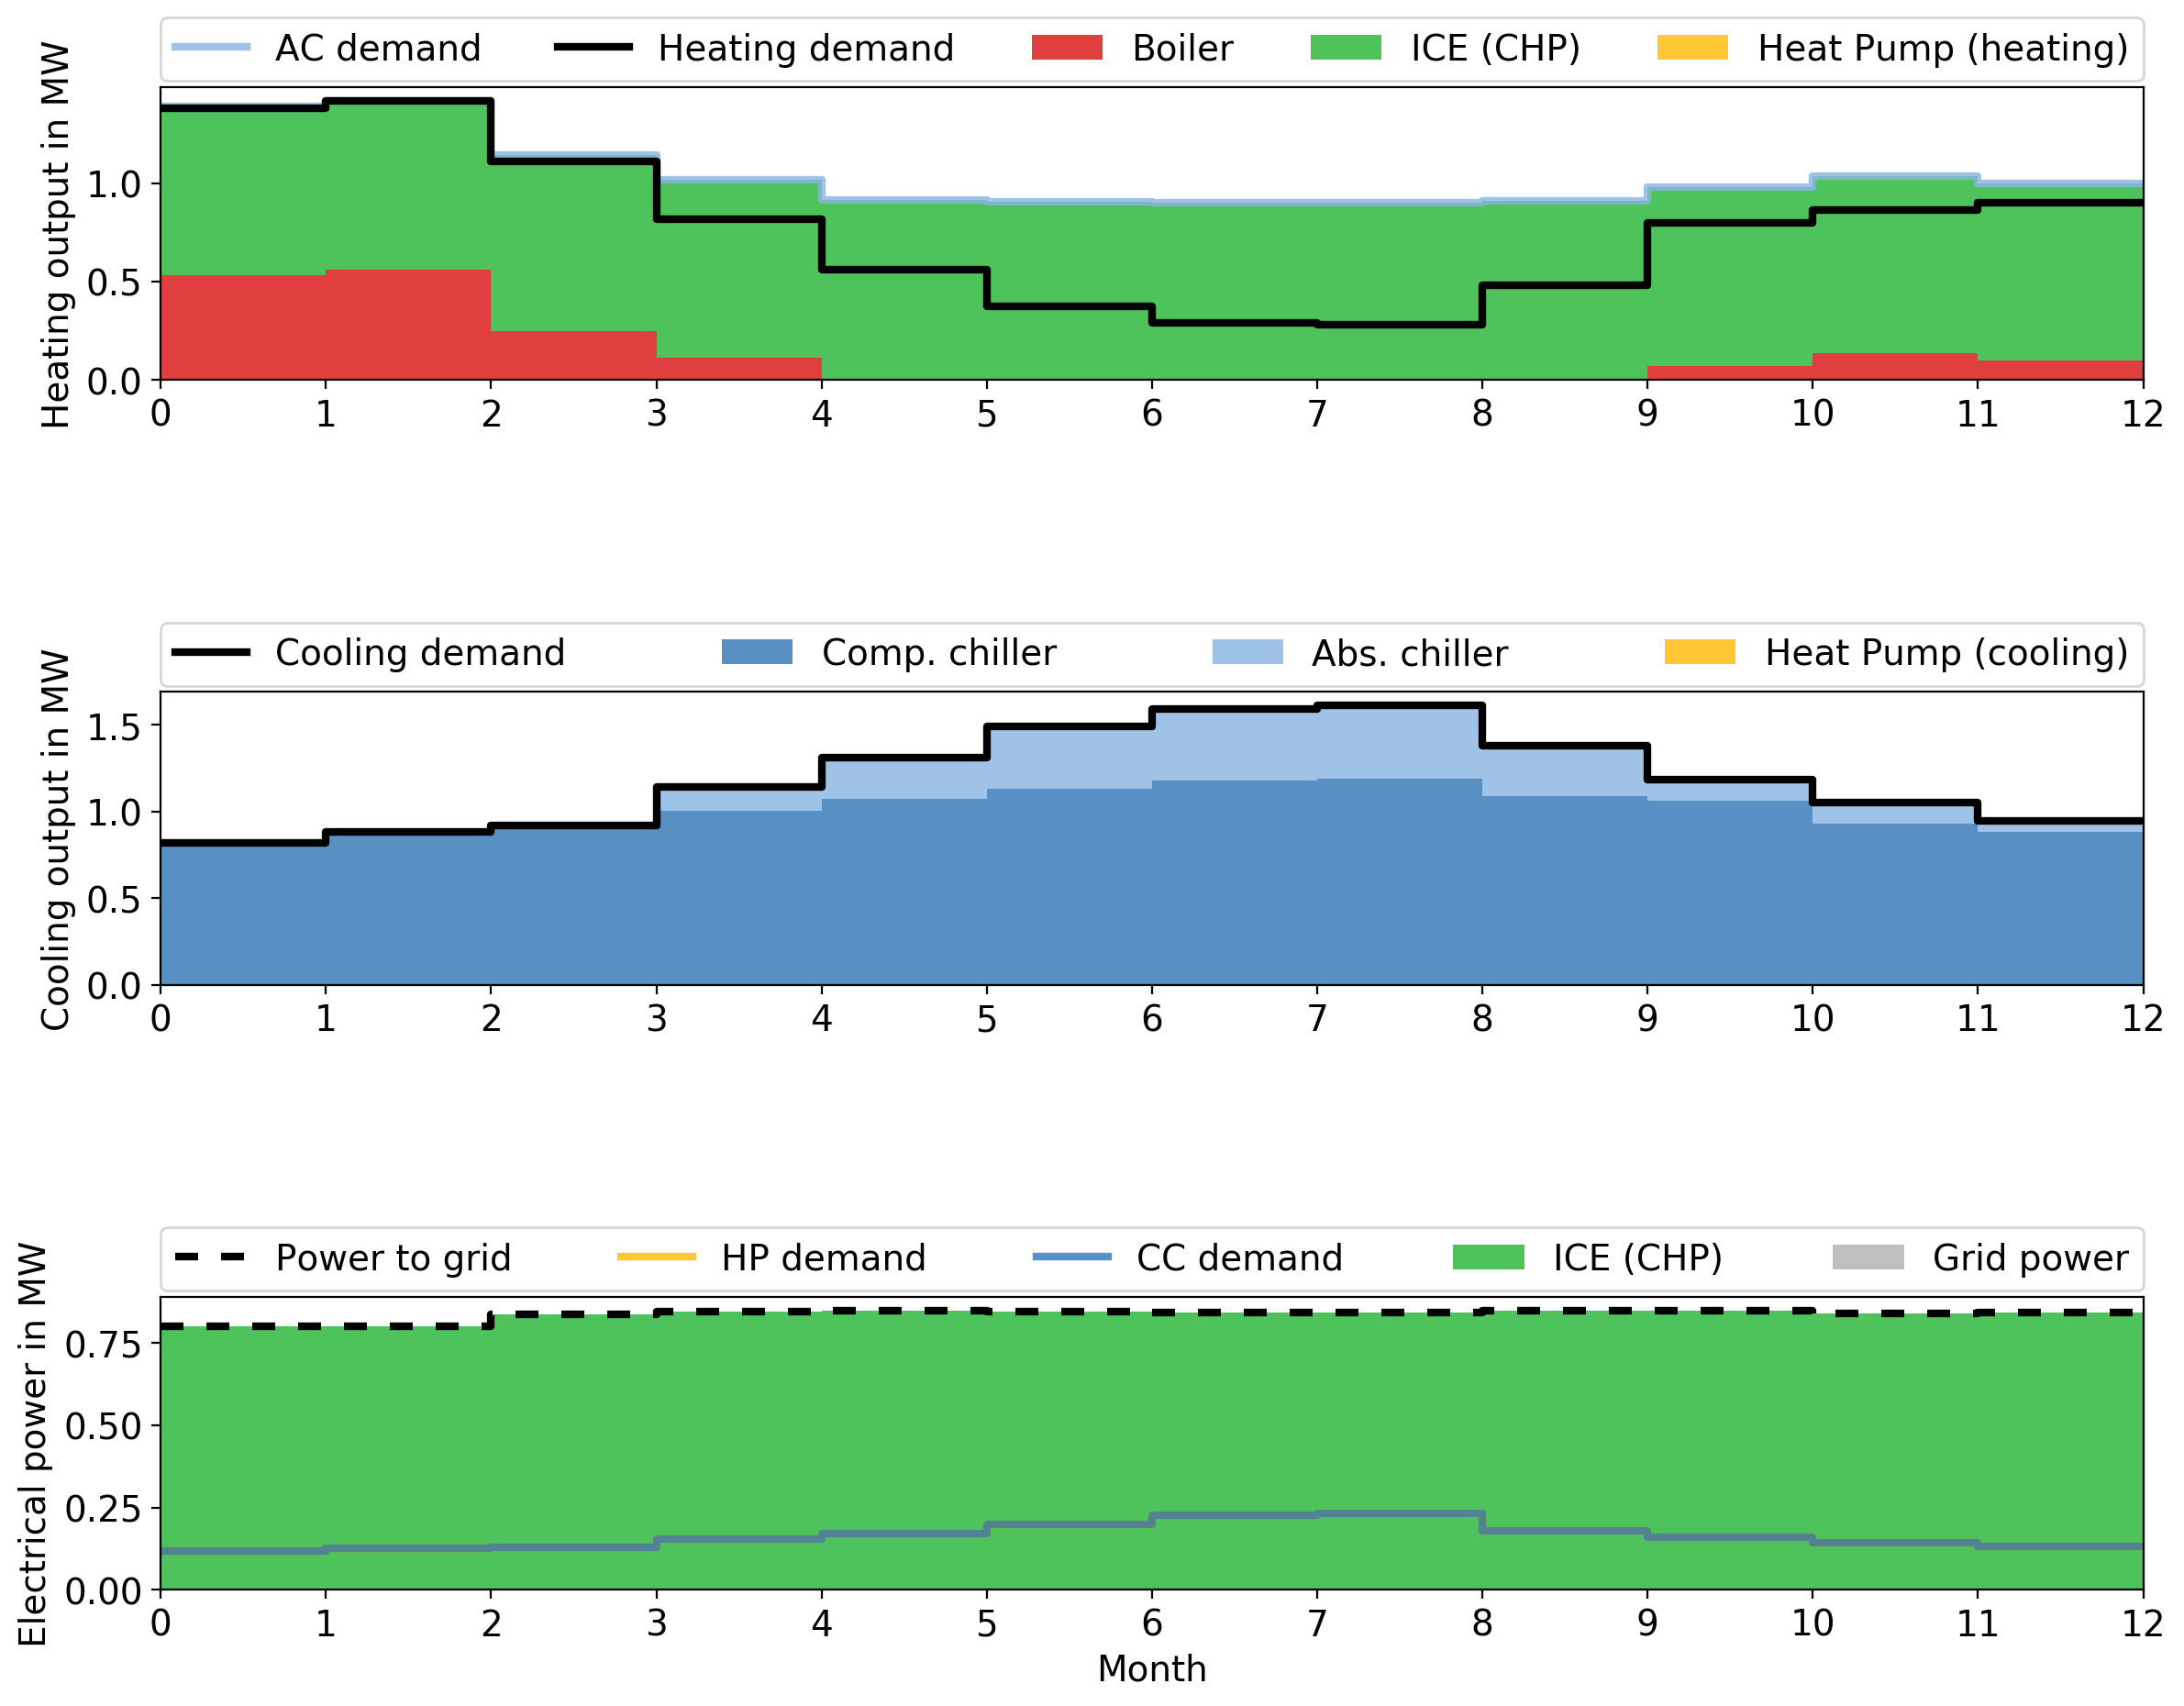 AC demand Heating demand Boiler ICE (CHP) Heat Pump (heating)
Heating output in MW
1.0
0.5
0.0
0 1 2 3 4 5 6 7 8 9 10 11 12
Cooling demand Comp. chiller Abs. chiller Heat Pump (cooling)
Cooling output in MW
1.5
1.0
0.5
0.0
0 1 2 3 4 5 6 7 8 9 10 11 12
Power to grid HP demand CC demand ICE (CHP) Grid power
Electrical power in MW
0.75
0.50
0.25
0.00
0 1 2 3 4 5 6 7 8 9 10 11 12
Month